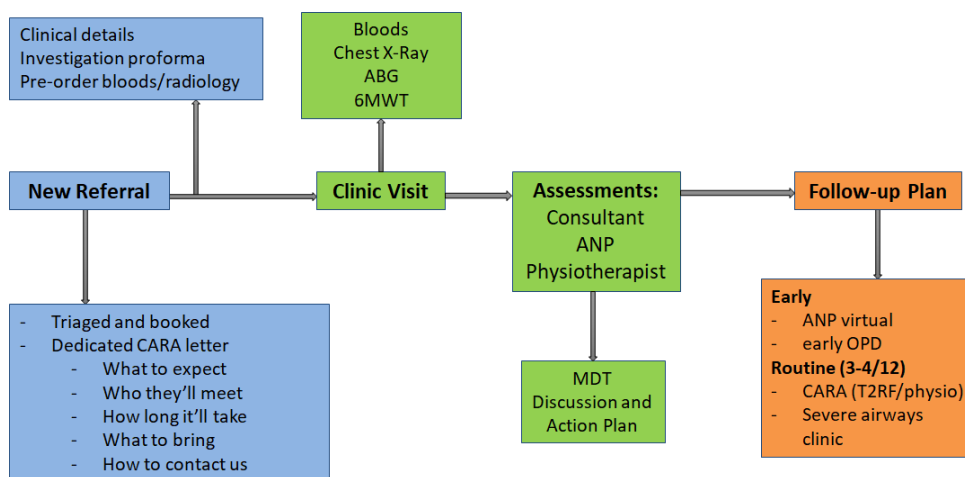 Clinical details
Investigation proforma
Pre-order bloods/radiology
Bloods
Chest X-Ray
ABG
6MWT
New Referral
Clinic Visit
Assessments:
Consultant
ANP
Physiotherapist
Follow-up Plan
- Triaged and booked
- Dedicated CARA letter
- What to expect
- Who they'll meet
- How long it'll take
- What to bring
- How to contact us
MDT
Discussion and
Action Plan
Early
- ANP virtual
- early OPD
Routine (3-4/12)
- CARA (T2RF/physio)
- Severe airways
clinic